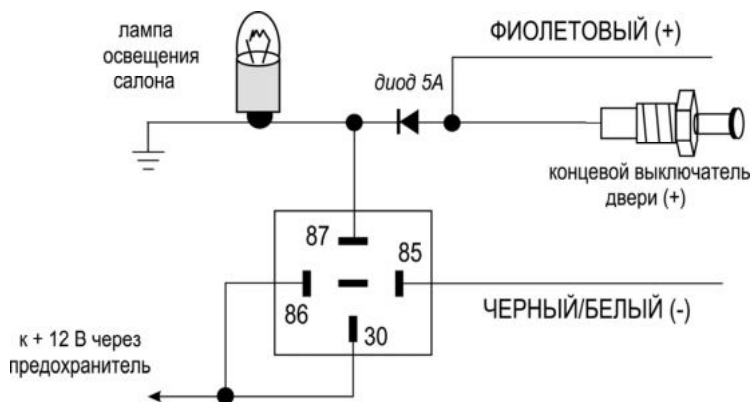 лампа
освещения
салона
диод 5А
ФИОЛЕТОВЫЙ (+)
концевой выключатель
двери (+)
87
85
86
30
ЧЕРНЫЙ/БЕЛЫЙ (-)
к + 12 В через
предохранитель